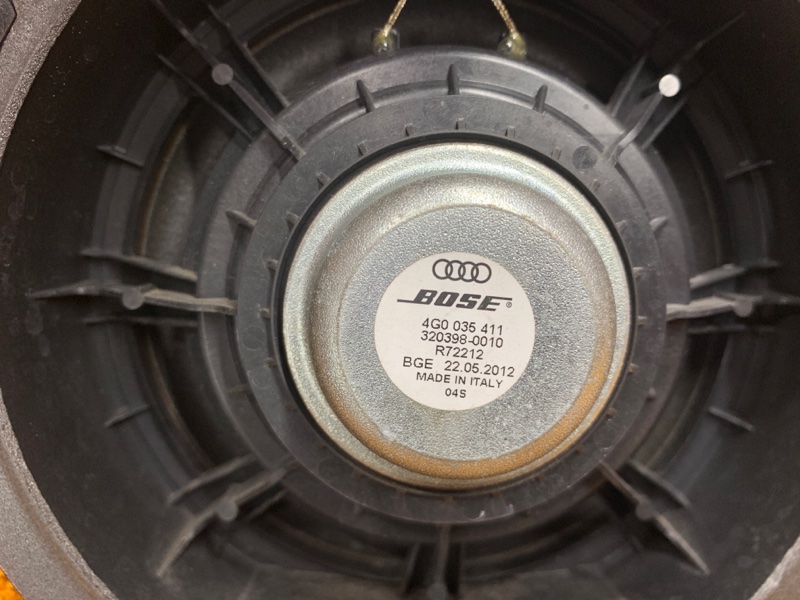 BOSE®
4G0 035 411
320398-0010
R72212
BGE 22.05.2012
MADE IN ITALY
04S